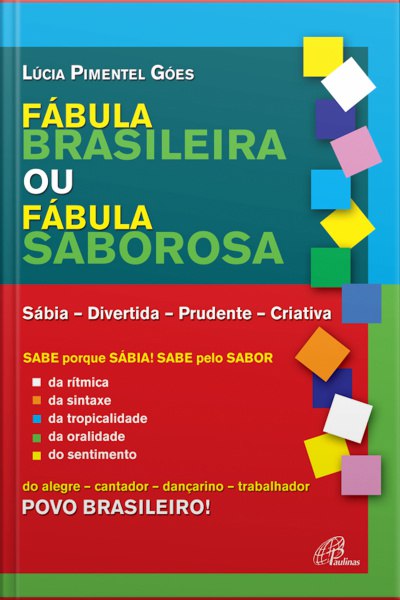 LÚCIA PIMENTEL GÓES
FÁBULA
BRASILEIRA
OU
FÁBULA
SABOROSA
Sábia – Divertida – Prudente – Criativa
SABE porque SÁBIA! SABE pelo SABOR
da rítmica
da sintaxe
da tropicalidade
da oralidade
do sentimento
do alegre – cantador – dançarino – trabalhador
POVO BRASILEIRO!
Paulinas